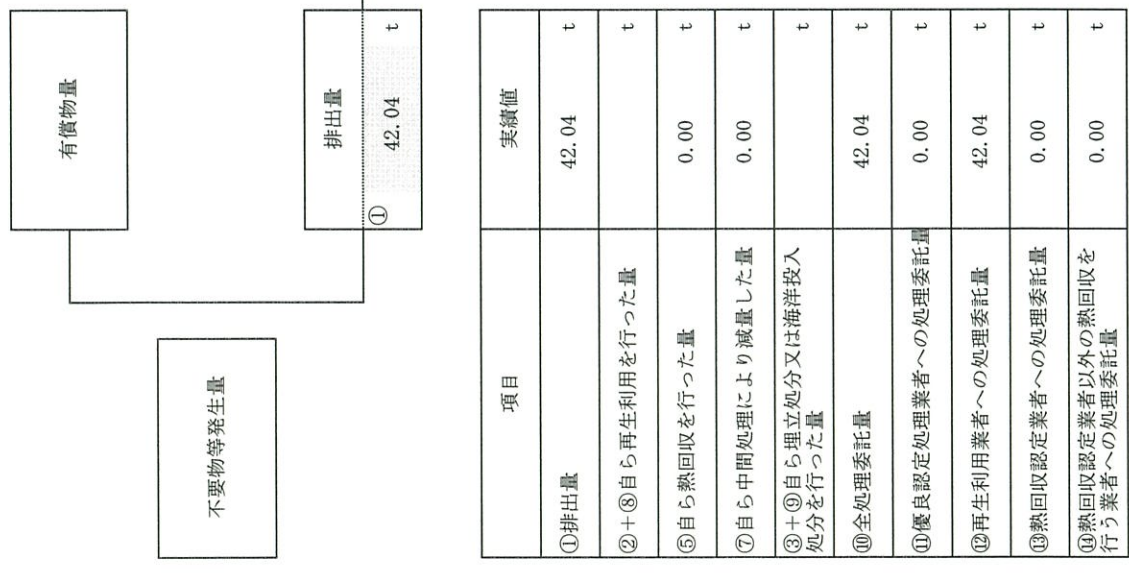 有償物量
不要物等発生量
排出量
① 42.04 t
項目 実績値
①排出量 42.04 t
②+⑧自ら再生利用を行った量 t
⑤自ら熱回収を行った量 0.00 t
⑦自ら中間処理により減量した量 0.00 t
③+⑨自ら埋立処分又は海洋投入
処分を行った量 t
⑩全処理委託量 42.04 t
⑪優良認定処理業者への処理委託量 0.00 t
⑫再生利用業者への処理委託量 42.04 t
⑬熱回収認定業者への処理委託量 0.00 t
⑭熱回収認定業者以外の熱回収を
行う業者への処理委託量 0.00 t